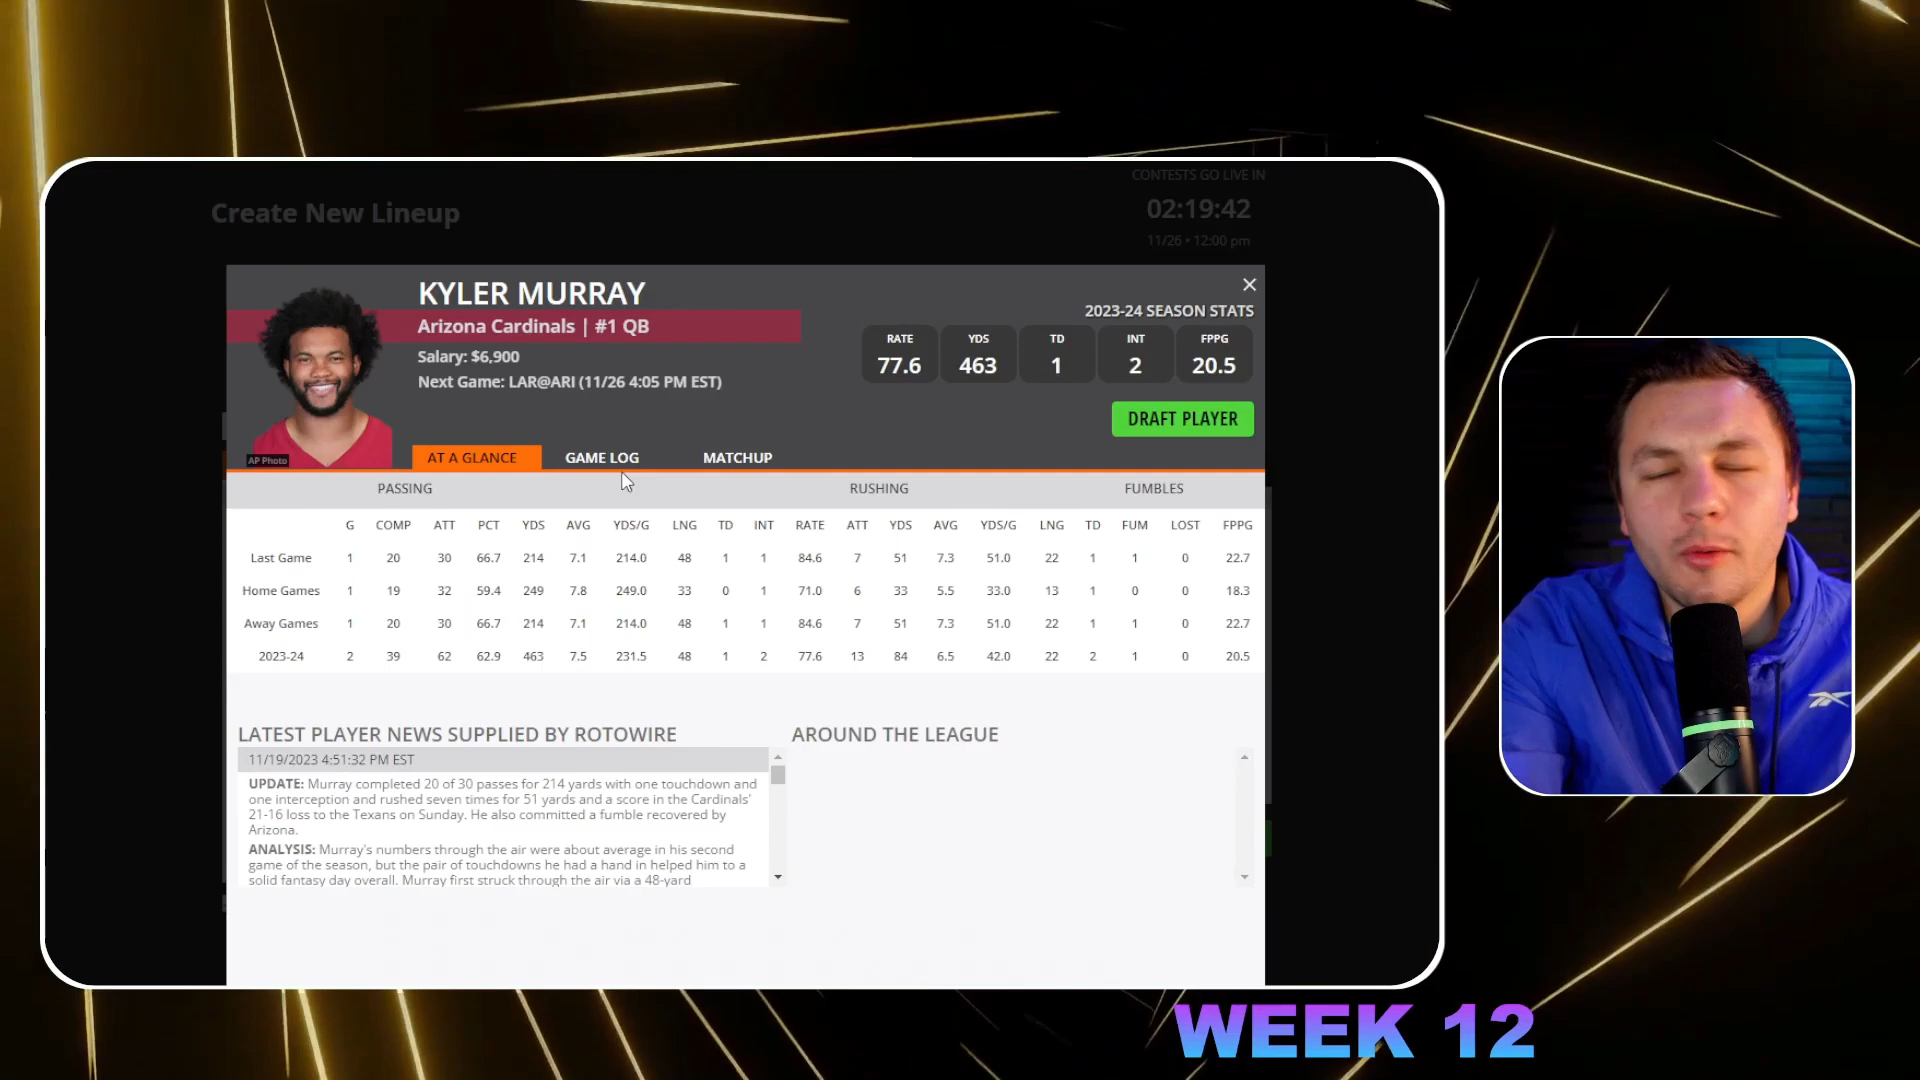 CONTESTS GO LIVE IN
Create New Lineup
02:19:42
11/26 • 12:00 pm
KYLER MURRAY
Arizona Cardinals | #1 QB
Salary: $6,900
Next Game: LAR@ARI (11/26 4:05 PM EST)
×
2023-24 SEASON STATS
RATE YDS TD INT FPPG
77.6 463 1 2 20.5
DRAFT PLAYER
AP Photo
AT A GLANCE GAME LOG MATCHUP
PASSING RUSHING FUMBLES
G COMP ATT PCT YDS AVG YDS/G LNG TD INT RATE ATT YDS AVG YDS/G LNG TD FUM LOST FPPG
Last Game 1 20 30 66.7 214 7.1 214.0 48 1 1 84.6 7 51 7.3 51.0 22 1 1 0 22.7
Home Games 1 19 32 59.4 249 7.8 249.0 33 0 1 71.0 6 33 5.5 33.0 13 1 0 0 18.3
Away Games 1 20 30 66.7 214 7.1 214.0 48 1 1 84.6 7 51 7.3 51.0 22 1 1 0 22.7
2023-24 2 39 62 62.9 463 7.5 231.5 48 1 2 77.6 13 84 6.5 42.0 22 2 1 0 20.5
LATEST PLAYER NEWS SUPPLIED BY ROTOWIRE
11/19/2023 4:51:32 PM EST
UPDATE: Murray completed 20 of 30 passes for 214 yards with one touchdown and
one interception and rushed seven times for 51 yards and a score in the Cardinals'
21-16 loss to the Texans on Sunday. He also committed a fumble recovered by
Arizona.
ANALYSIS: Murray's numbers through the air were about average in his second
game of the season, but the pair of touchdowns he had a hand in helped him to a
solid fantasy day overall. Murray first struck through the air via a 48-yard
AROUND THE LEAGUE
WEEK 12